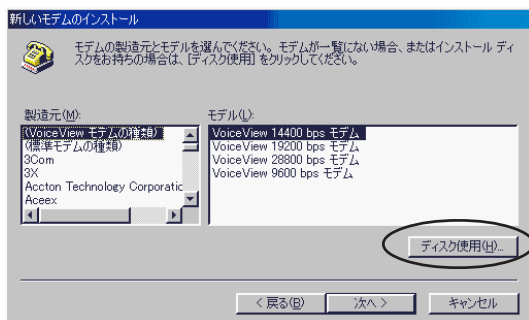 新しいモデムのインストール
モデムの製造元とモデルを選んでください。モデムが一覧にない場合、またはインストール ディ
スクをお持ちの場合は、[ディスク使用] をクリックしてください。
製造元(M):
(VoiceView モデムの種類)
(標準モデムの種類)
3Com
3X
Accton Technology Corporatic
Aceex
モデル(L):
VoiceView 14400 bps モデム
VoiceView 19200 bps モデム
VoiceView 28800 bps モデム
VoiceView 9600 bps モデム
ディスク使用(H)...
< 戻る(B)
次へ >
キャンセル